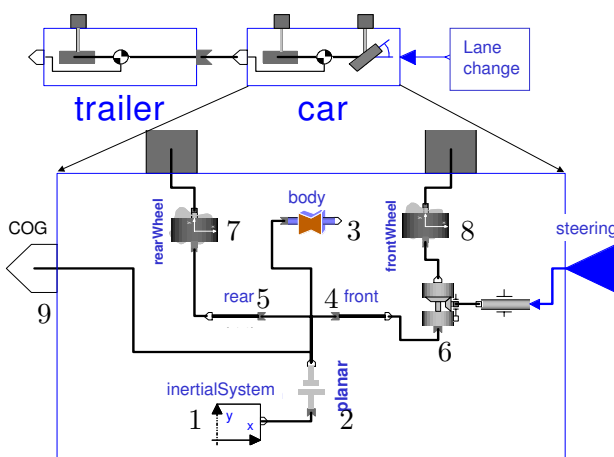 Lane
change
trailer
car
body
COG
rearWheel
7
3
frontWheel
8
steering
9
rear
5
4
front
6
inertialSystem
planar
1
y
x
2